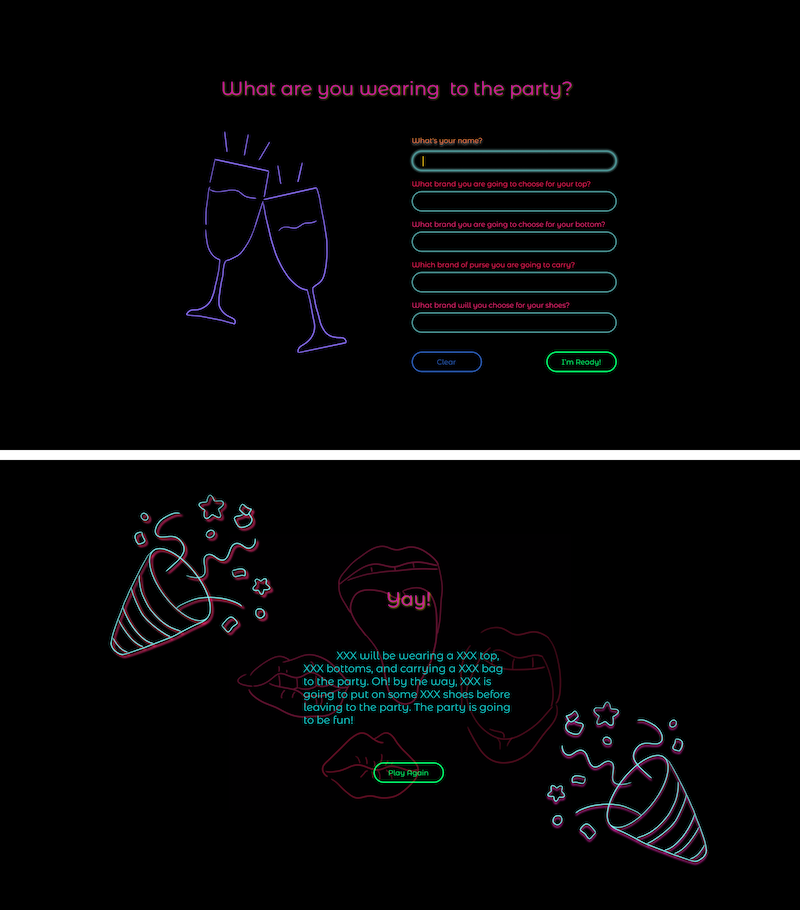 What are you wearing  to the party?
What's your name?
What brand you are going to choose for your top?
What brand you are going to choose for your bottom?
Which brand of purse you are going to carry?
What brand will you choose for your shoes?
Clear
I'm Ready!
Yay!
XXX will be wearing a XXX top,
XXX bottoms, and carrying a XXX bag
to the party. Oh! by the way, XXX is
going to put on some XXX shoes before
leaving to the party. The party is going
to be fun!
Play Again